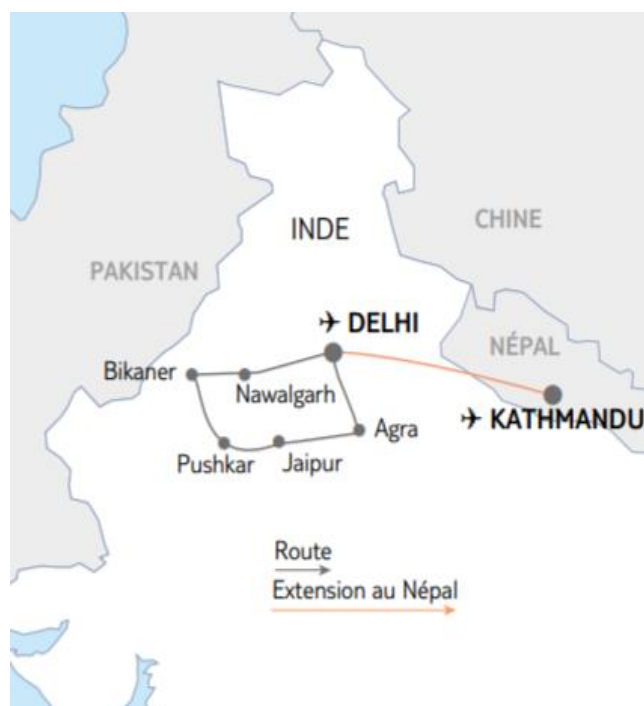 CHINE
INDE
PAKISTAN
DELHI
NÉPAL
Bikaner
Nawalgarh
KATHMANDU
Agra
Pushkar
Jaipur
Route
Extension au Népal